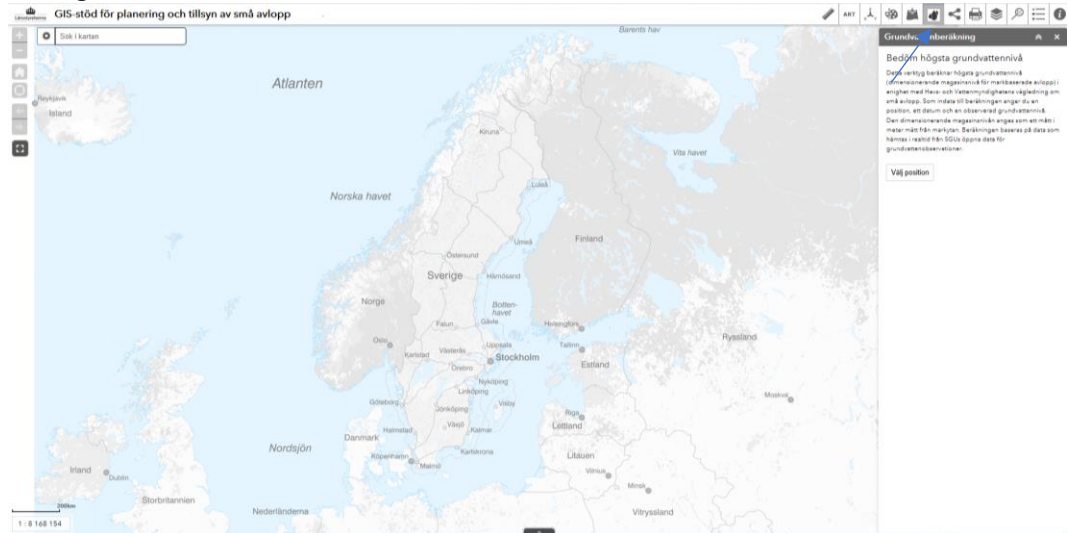 Länsstyrelserna
GIS-stöd för planering och tillsyn av små avlopp
ART
Sök i kartan
Grundvattenberäkning
Bedöm högsta grundvattennivå
Detta verktyg beräknar högsta grundvattennivå
(dimensionerande magasinsnivå för markbaserade avlopp) i
enighet med Havs- och Vattenmyndighetens vägledning om
små avlopp. Som indata till beräkningen anger du en
position, ett datum och en observerad grundvattennivå.
Den dimensionerande magasinsnivån anges som ett mått i
meter mätt från markytan. Beräkningen baseras på data som
hämtas i realtid från SGUs öppna data för
grundvattenobservationer.
Välj position
Barents hav
Atlanten
Reykjavik
Island
Kiruna
Vita havet
Luleå
Norska havet
Umeå
Finland
Östersund
Sverige
Härnösand
Norge
Botten-
havet
Falun
Gävle
Helsingfors
Oslo
Ryssland
Karlstad
Västerås
Uppsala
Tallinn
Stockholm
Örebro
Estland
Nyköping
Linköping
Göteborg
Jönköping
Visby
Moskva
Riga
Växjö
Halmstad
Kalmar
Lettland
Nordsjön
Danmark
Köpenhamn
Karlskrona
Litauen
Malmö
Irland
Dublin
Vilnius
Minsk
Storbritannien
Nederländerna
Vitryssland
200km
1 : 8 168 154